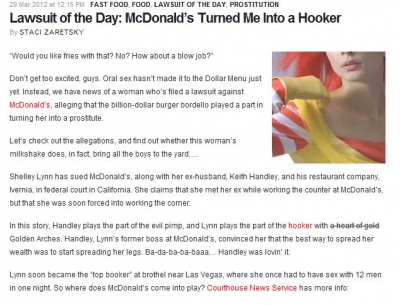 29 Mar 2012 at 12:15 PM FAST FOOD, FOOD, LAWSUIT OF THE DAY, PROSTITUTION
Lawsuit of the Day: McDonald's Turned Me Into a Hooker
By STACI ZARETSKY
“Would you like fries with that? No? How about a blow job?”
Don't get too excited, guys. Oral sex hasn't made it to the Dollar Menu just
yet. Instead, we have news of a woman who's filed a lawsuit against
McDonald's, alleging that the billion-dollar burger bordello played a part in
turning her into a prostitute.
Let's check out the allegations, and find out whether this woman's
milkshake does, in fact, bring all the boys to the yard….
Shelley Lynn has sued McDonald's, along with her ex-husband, Keith Handley, and his restaurant company,
Ivernia, in federal court in California. She claims that she met her ex while working the counter at McDonald's,
but that she was soon forced into working the corner.
In this story, Handley plays the part of the evil pimp, and Lynn plays the part of the hooker with a heart of gold
Golden Arches. Handley, Lynn's former boss at McDonald's, convinced her that the best way to spread her
wealth was to start spreading her legs. Ba-da-ba-ba-baaa… Handley was lovin' it.
Lynn soon became the “top booker” at brothel near Las Vegas, where she once had to have sex with 12 men
in one night. So where does McDonald's come into play? Courthouse News Service has more info: